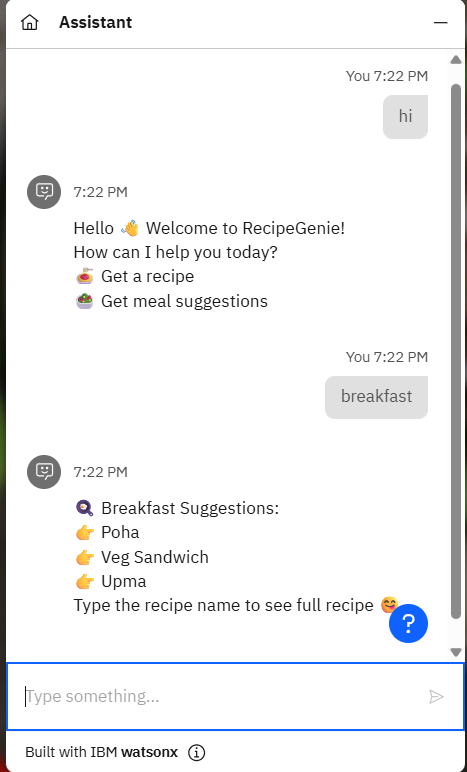 Assistant
You 7:22 PM
hi
7:22 PM
Hello 👋 Welcome to RecipeGenie!
How can I help you today?
🍝 Get a recipe
🥗 Get meal suggestions
You 7:22 PM
breakfast
7:22 PM
🍳 Breakfast Suggestions:
👉 Poha
👉 Veg Sandwich
👉 Upma
Type the recipe name to see full recipe 😋
?
Type something...
Built with IBM watsonx